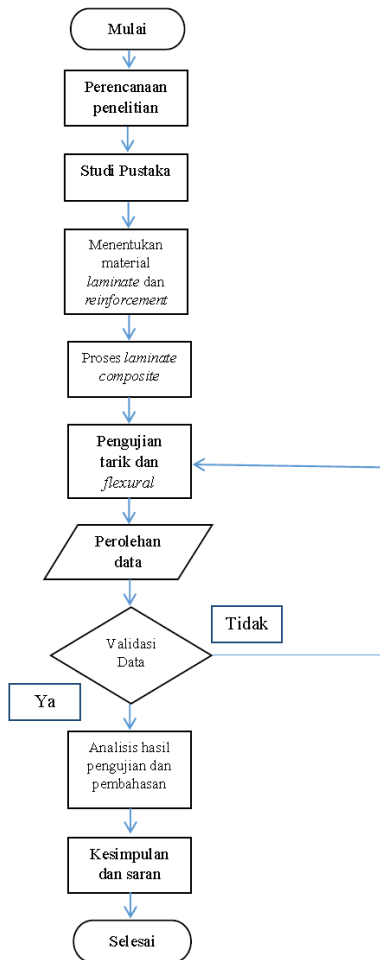 Mulai
Perencanaan
penelitian
Studi Pustaka
Menentukan
material
laminate dan
reinforcement
Proses laminate
composite
Pengujian
tarik dan
flexural
Perolehan
data
Validasi
Data
Tidak
Ya
Analisis hasil
pengujian dan
pembahasan
Kesimpulan
dan saran
Selesai